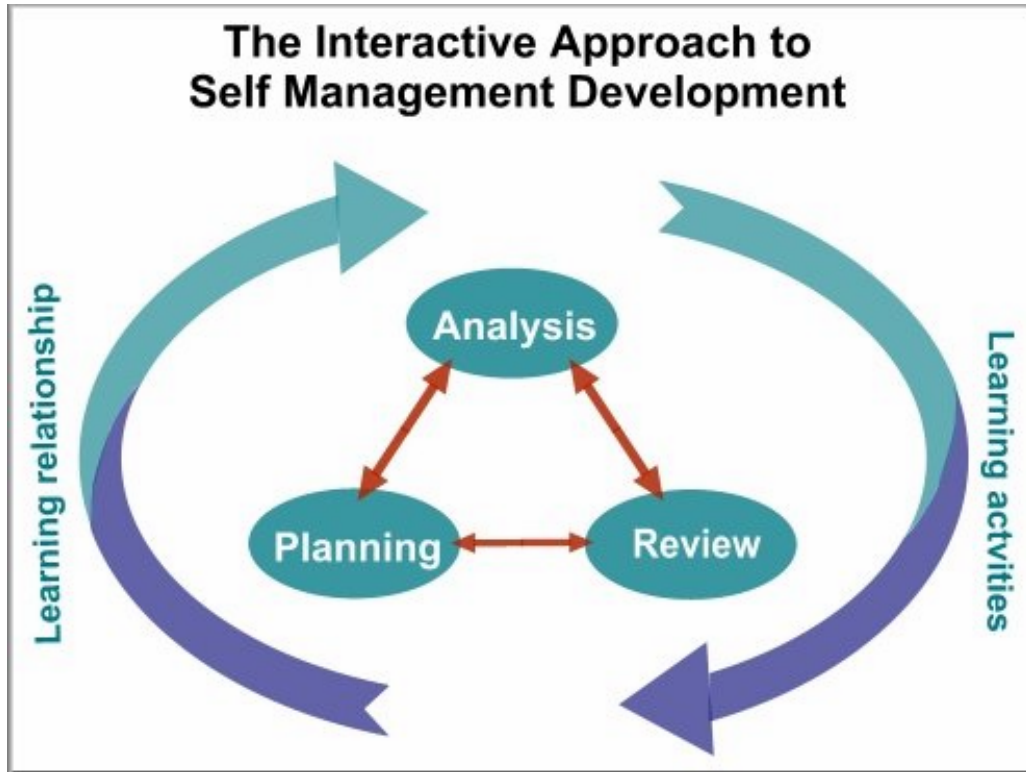 The Interactive Approach to
Self Management Development
Learning relationship
Analysis
Planning
Review
Learning actvities